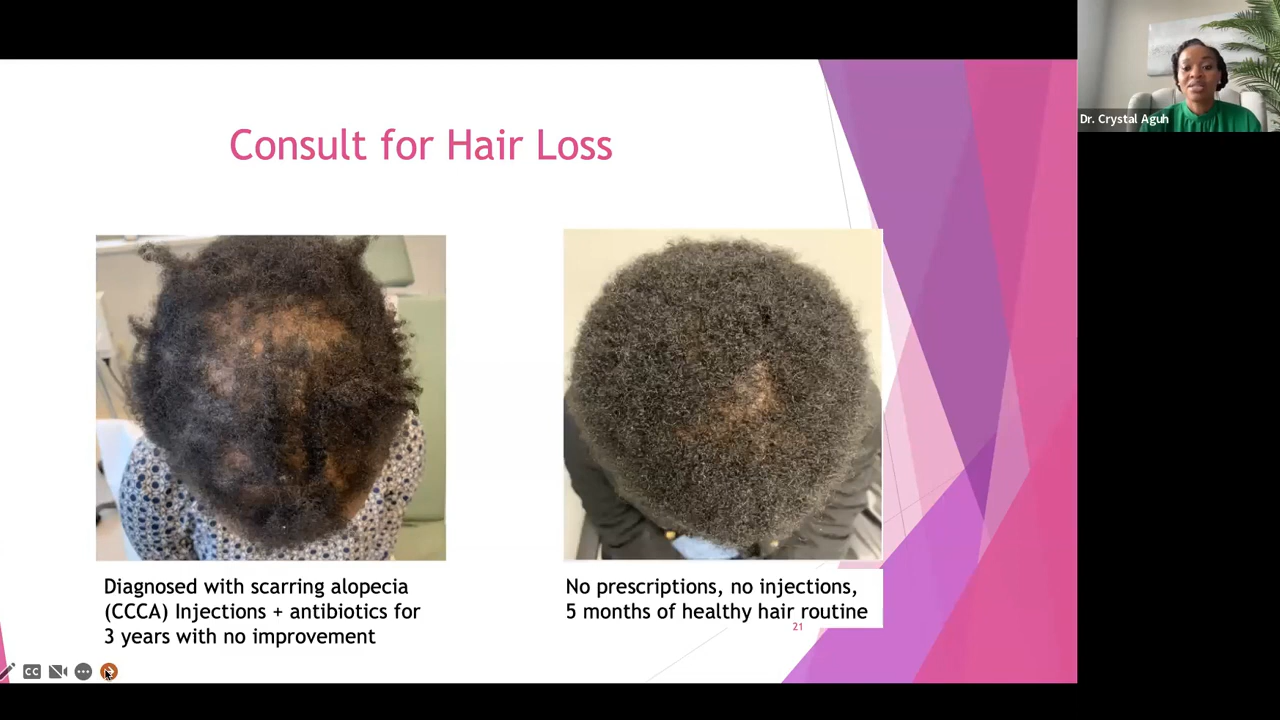 Consult for Hair Loss
Dr. Crystal Aguh
Diagnosed with scarring alopecia
(CCCA) Injections + antibiotics for
3 years with no improvement
No prescriptions, no injections,
5 months of healthy hair routine
21
CC